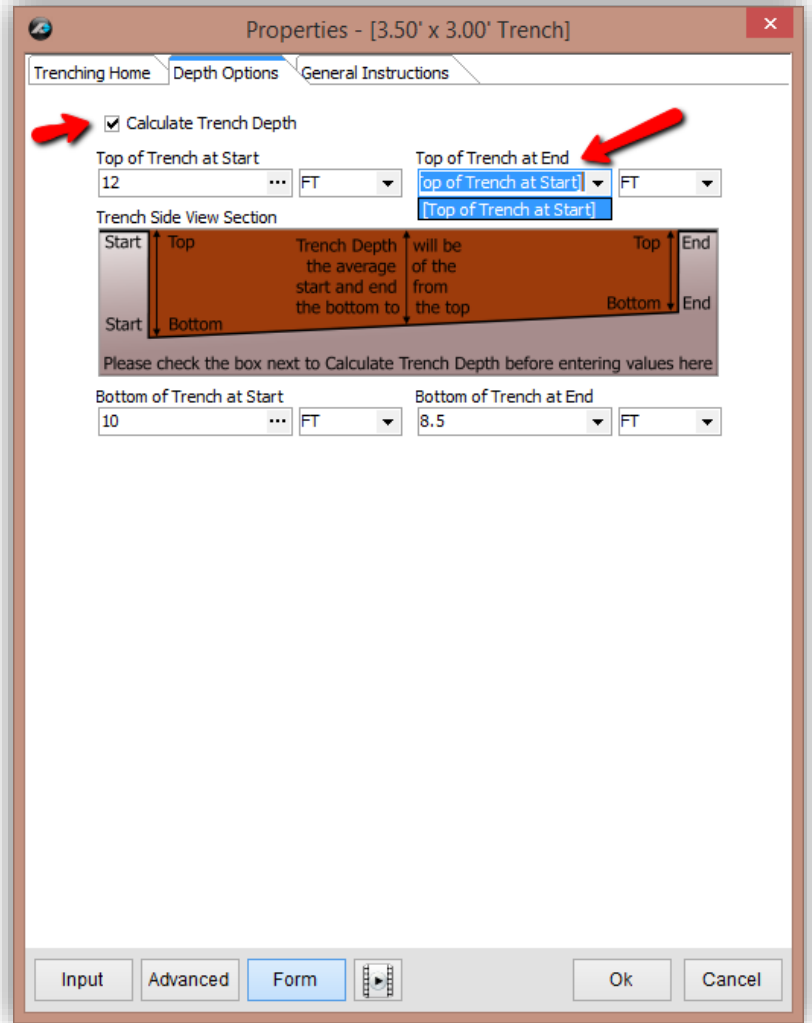 Properties - [3.50' x 3.00' Trench]
Trenching Home Depth Options General Instructions
Calculate Trench Depth
Top of Trench at Start Top of Trench at End
12 ... FT op of Trench at Start] FT
[Top of Trench at Start]
Trench Side View Section
Start Top Trench Depth will be Top End
the average of the
start and end from
the bottom to the top Bottom End
Start Bottom
Please check the box next to Calculate Trench Depth before entering values here
Bottom of Trench at Start Bottom of Trench at End
10 ... FT 8.5 FT
Input Advanced Form Ok Cancel